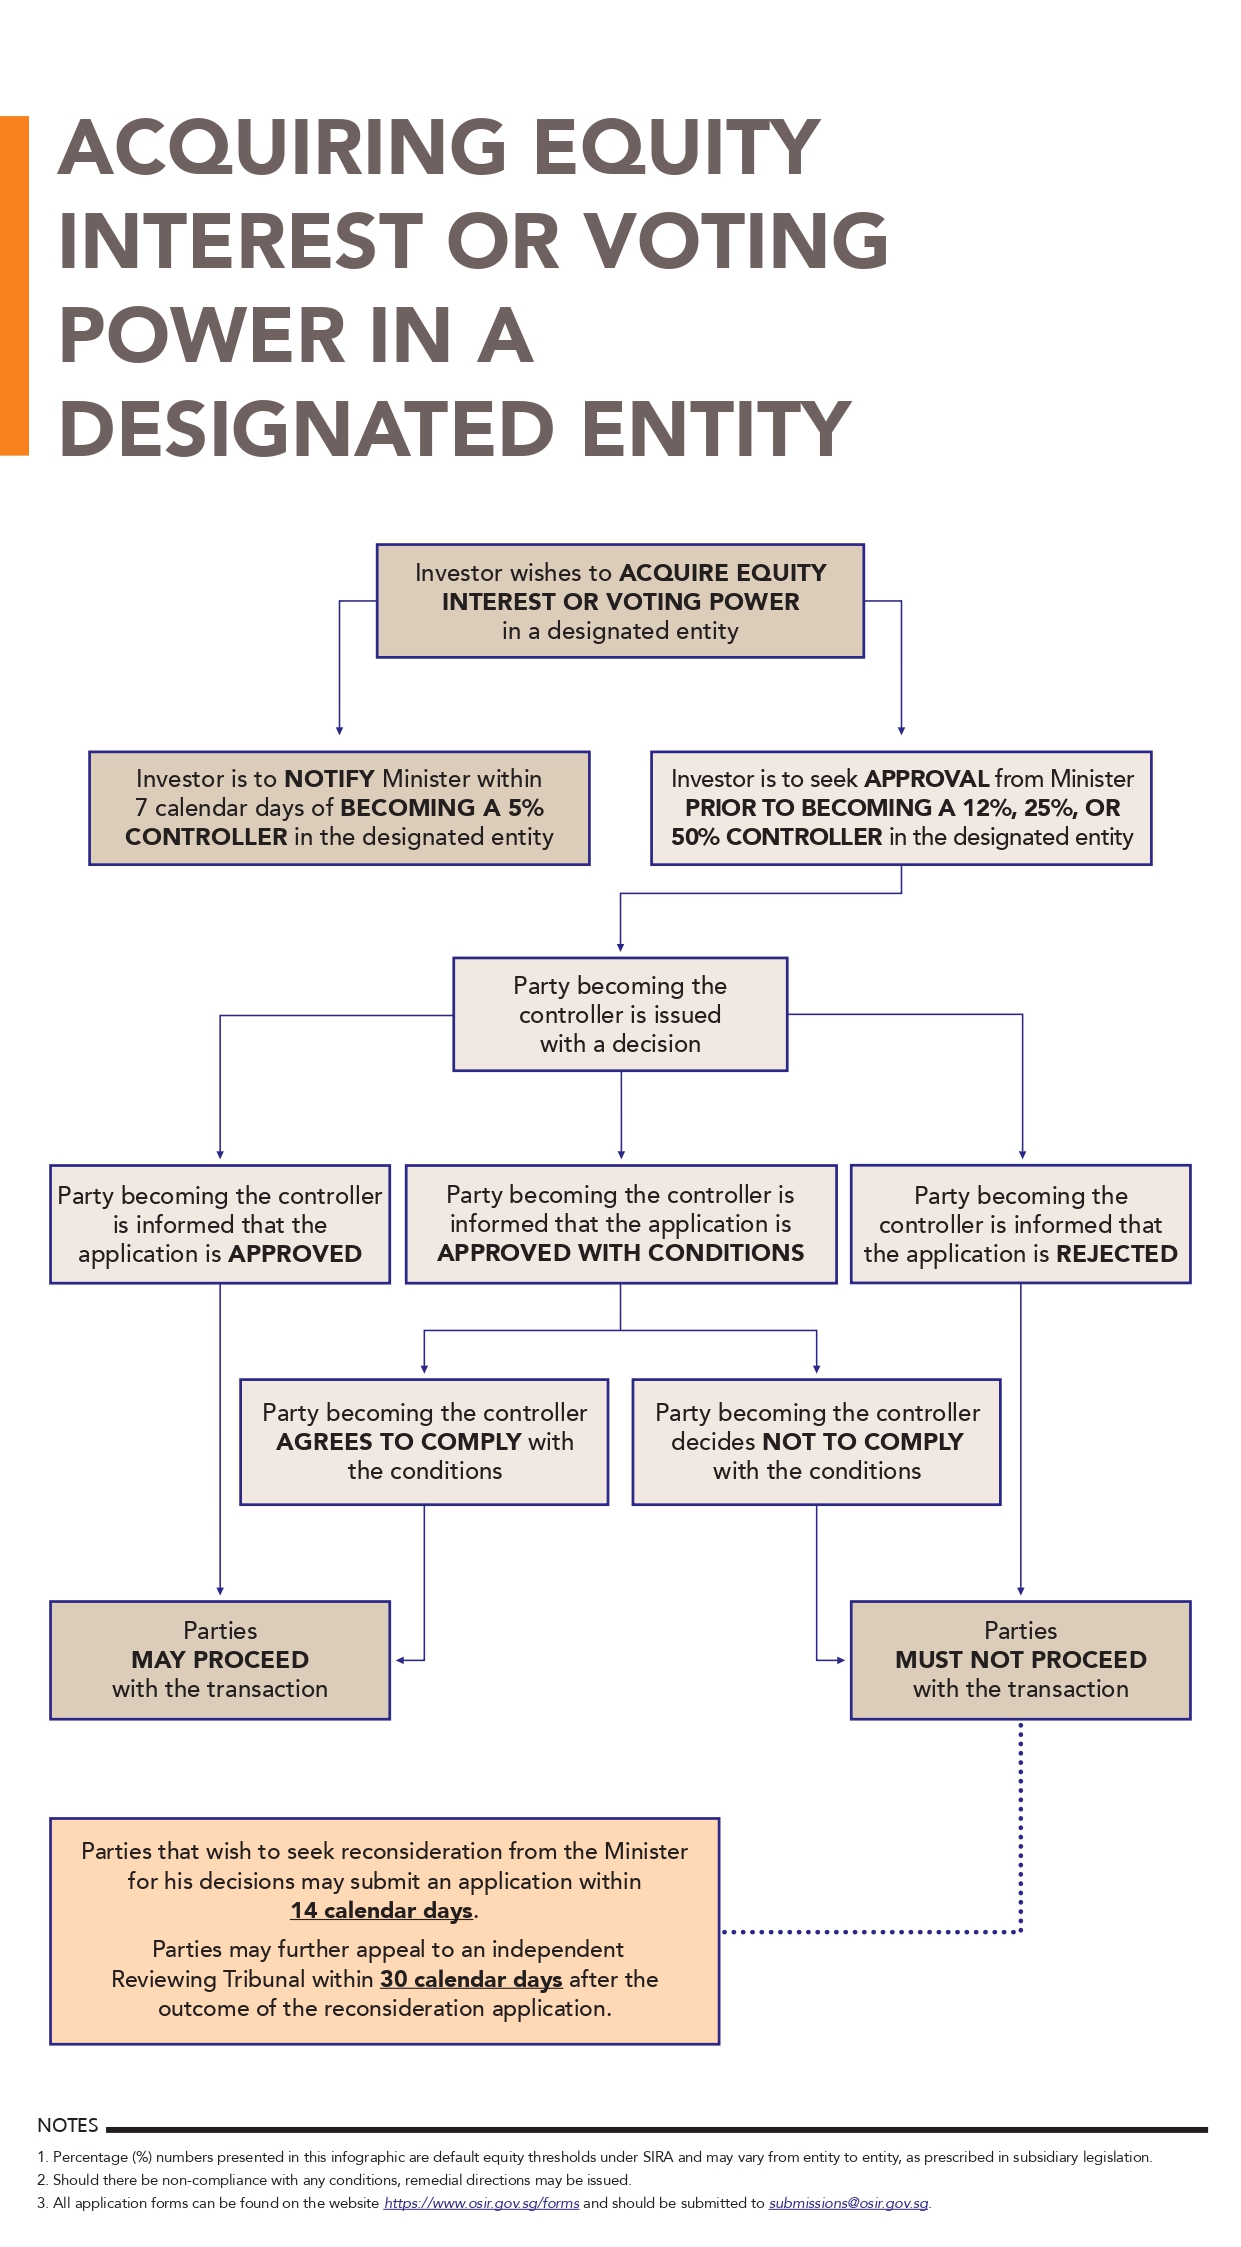 ACQUIRING EQUITY
INTEREST OR VOTING
POWER IN A
DESIGNATED ENTITY
Investor wishes to ACQUIRE EQUITY
INTEREST OR VOTING POWER
in a designated entity
Investor is to NOTIFY Minister within
7 calendar days of BECOMING A 5%
CONTROLLER in the designated entity
Investor is to seek APPROVAL from Minister
PRIOR TO BECOMING A 12%, 25%, OR
50% CONTROLLER in the designated entity
Party becoming the
controller is issued
with a decision
Party becoming the controller
is informed that the
application is APPROVED
Party becoming the controller is
informed that the application is
APPROVED WITH CONDITIONS
Party becoming the
controller is informed that
the application is REJECTED
Party becoming the controller
AGREES TO COMPLY with
the conditions
Party becoming the controller
decides NOT TO COMPLY
with the conditions
Parties
MAY PROCEED
with the transaction
Parties
MUST NOT PROCEED
with the transaction
Parties that wish to seek reconsideration from the Minister
for his decisions may submit an application within
14 calendar days.
Parties may further appeal to an independent
Reviewing Tribunal within 30 calendar days after the
outcome of the reconsideration application.
NOTES
1. Percentage (%) numbers presented in this infographic are default equity thresholds under SIRA and may vary from entity to entity, as prescribed in subsidiary legislation.
2. Should there be non-compliance with any conditions, remedial directions may be issued.
3. All application forms can be found on the website https://www.osir.gov.sg/forms and should be submitted to submissions@osir.gov.sg.